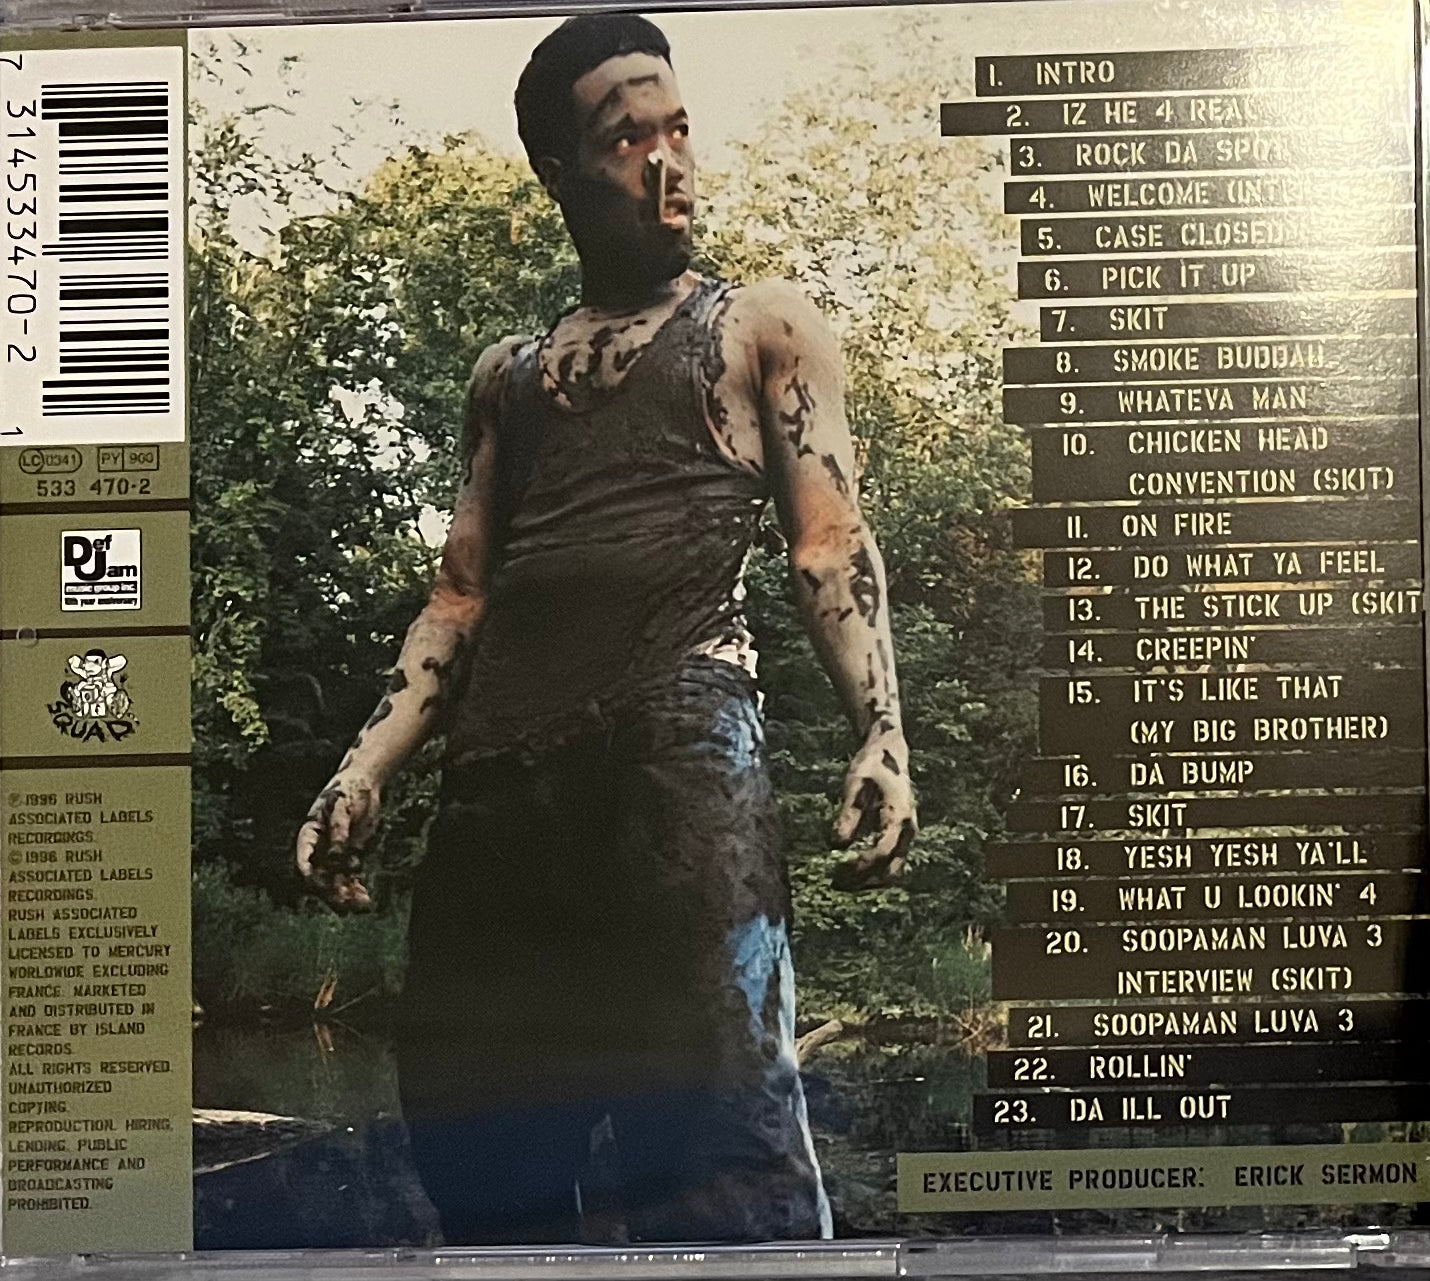 7 31453 3470-2 1
LC 0341 PY 900
533 470-2
Def
Jam
music group inc.
SQUAD
℗ 1996 RUSH
ASSOCIATED LABELS
RECORDINGS.
© 1996 RUSH
ASSOCIATED LABELS
RECORDINGS.
RUSH ASSOCIATED
LABELS EXCLUSIVELY
LICENSED TO MERCURY
WORLDWIDE EXCLUDING
FRANCE. MARKETED
AND DISTRIBUTED IN
FRANCE BY ISLAND
RECORDS.
ALL RIGHTS RESERVED.
UNAUTHORIZED
COPYING,
REPRODUCTION, HIRING,
LENDING, PUBLIC
PERFORMANCE AND
BROADCASTING
PROHIBITED.
1. INTRO
2. IZ HE 4 REAL
3. ROCK DA SPOT
4. WELCOME
5. CASE CLOSED
6. PICK IT UP
7. SKIT
8. SMOKE BUDDAH
9. WHATEVA MAN
10. CHICKEN HEAD
CONVENTION (SKIT)
11. ON FIRE
12. DO WHAT YA FEEL
13. THE STICK UP (SKIT
14. CREEPIN'
15. IT'S LIKE THAT
(MY BIG BROTHER)
16. DA BUMP
17. SKIT
18. YESH YESH YA'LL
19. WHAT U LOOKIN' 4
20. SOOPAMAN LUVA 3
INTERVIEW (SKIT)
21. SOOPAMAN LUVA 3
22. ROLLIN'
23. DA ILL OUT
EXECUTIVE PRODUCER: ERICK SERMON